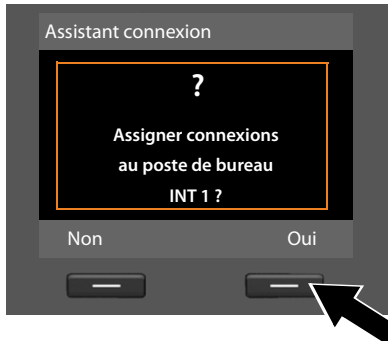 Assistant connexion
?
Assigner connexions
au poste de bureau
INT 1 ?
Non Oui